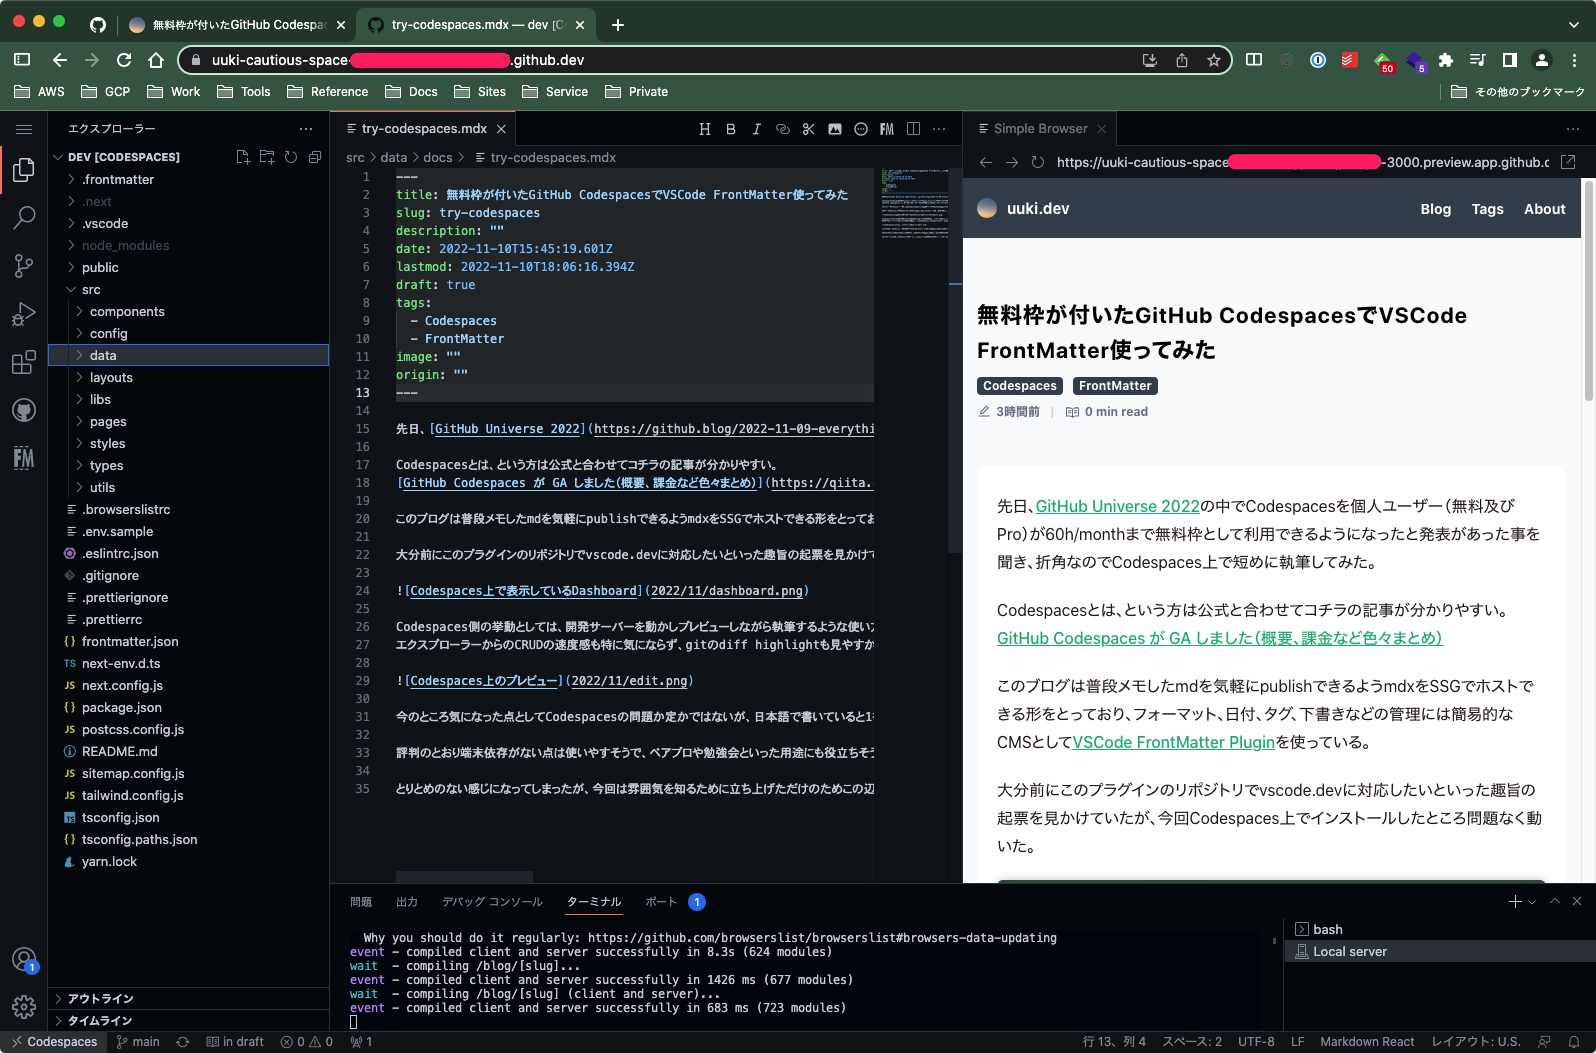 無料枠が付いたGitHub Codespa
try-codespaces.mdx — dev [C
uuki-cautious-space-
.github.dev
50
5
AWS
GCP
Work
Tools
Reference
Docs
Sites
Service
Private
その他のブックマーク
エクスプローラー
try-codespaces.mdx
H
B
I
FM
Simple Browser
DEV [CODESPACES]
src > data > docs > try-codespaces.mdx
https://uuki-cautious-space
-3000.preview.app.github.c
.frontmatter
.next
.vscode
node_modules
public
src
components
config
data
layouts
libs
pages
styles
types
utils
.browserslistrc
.env.sample
.eslintrc.json
.gitignore
.prettierignore
.prettierrc
frontmatter.json
TS next-env.d.ts
JS next.config.js
package.json
JS postcss.config.js
README.md
JS sitemap.config.js
JS tailwind.config.js
tsconfig.json
tsconfig.paths.json
yarn.lock
FM
1
アウトライン
タイムライン
1 ---
2 title: 無料枠が付いたGitHub CodespacesでVSCode FrontMatter使ってみた
3 slug: try-codespaces
4 description: ""
5 date: 2022-11-10T15:45:19.601Z
6 lastmod: 2022-11-10T18:06:16.394Z
7 draft: true
8 tags:
9 - Codespaces
10 - FrontMatter
11 image: ""
12 origin: ""
13 ---
14
15 先日、[GitHub Universe 2022](https://github.blog/2022-11-09-everythi
16
17 Codespacesとは、という方は公式と合わせてコチラの記事が分かりやすい。
18 [GitHub Codespaces が GA しました(概要、課金など色々まとめ)](https://qiita.
19
20 このブログは普段メモしたmdを気軽にpublishできるようmdxをSSGでホストできる形をとってお
21
22 大分前にこのプラグインのリポジトリでvscode.devに対応したいといった趣旨の起票を見かけて
23
24 ![Codespaces上で表示しているDashboard](2022/11/dashboard.png)
25
26 Codespaces側の挙動としては、開発サーバーを動かしプレビューしながら執筆するような使い方
27 エクスプローラーからのCRUDの速度感も特に気にならず、gitのdiff highlightも見やすか
28
29 ![Codespaces上のプレビュー](2022/11/edit.png)
30
31 今のところ気になった点としてCodespacesの問題か定かではないが、日本語で書いていると1
32
33 評判のとおり端末依存がない点は使いやすそうで、ペアプロや勉強会といった用途にも役立ちそう
34
35 とりとめのない感じになってしまったが、今回は雰囲気を知るために立ち上げただけのためこの辺
uuki.dev
Blog
Tags
About
無料枠が付いたGitHub CodespacesでVSCode
FrontMatter使ってみた
Codespaces
FrontMatter
3時間前 | 0 min read
先日、GitHub Universe 2022の中でCodespacesを個人ユーザー（無料及び
Pro）が60h/monthまで無料枠として利用できるようになったと発表があった事を
聞き、折角なのでCodespaces上で短めに執筆してみた。
Codespacesとは、という方は公式と合わせてコチラの記事が分かりやすい。
GitHub Codespaces が GA しました（概要、課金など色々まとめ）
このブログは普段メモしたmdを気軽にpublishできるようmdxをSSGでホストで
きる形をとっており、フォーマット、日付、タグ、下書きなどの管理には簡易的な
CMSとしてVSCode FrontMatter Pluginを使っている。
大分前にこのプラグインのリポジトリでvscode.devに対応したいといった趣旨の
起票を見かけていたが、今回Codespaces上でインストールしたところ問題なく動
いた。
問題
出力
デバッグ コンソール
ターミナル
ポート
1
Why you should do it regularly: https://github.com/browserslist/browserslist#browsers-data-updating
event - compiled client and server successfully in 8.3s (624 modules)
wait - compiling /blog/[slug]...
event - compiled client and server successfully in 1426 ms (677 modules)
wait - compiling /blog/[slug] (client and server)...
event - compiled client and server successfully in 683 ms (723 modules)
bash
Local server
Codespaces
main
in draft
0
0
1
行 13、列 4
スペース: 2
UTF-8
LF
Markdown React
レイアウト: U.S.